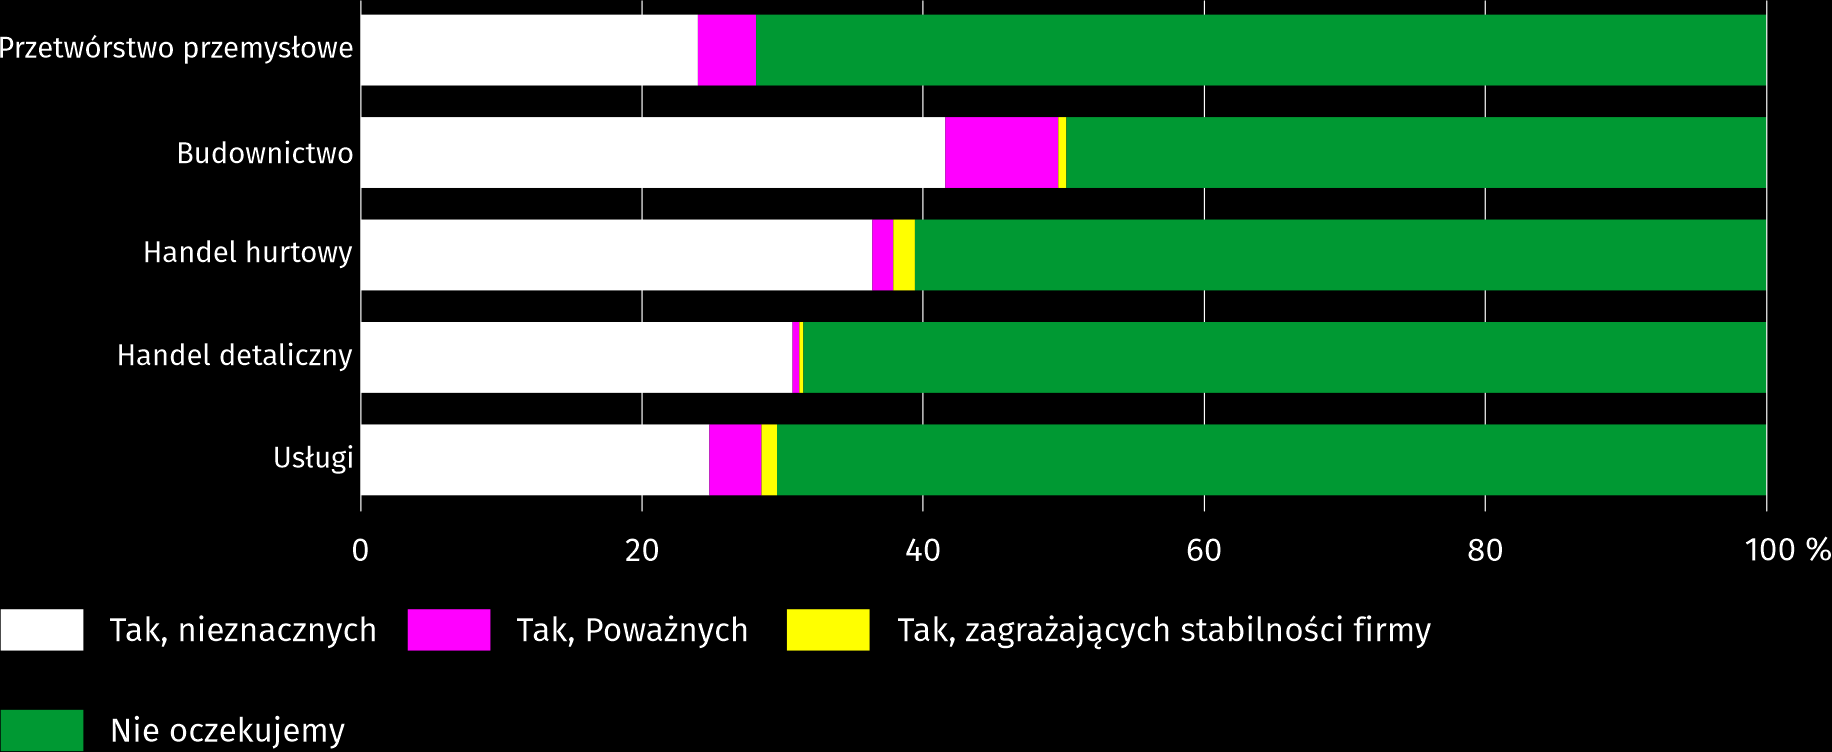 Przetwórstwo przemysłowe
Budownictwo
Handel hurtowy
Handel detaliczny
Usługi
0 20 40 60 80 100 %
Tak, nieznacznych Tak, Poważnych Tak, zagrażających stabilności firmy
Nie oczekujemy